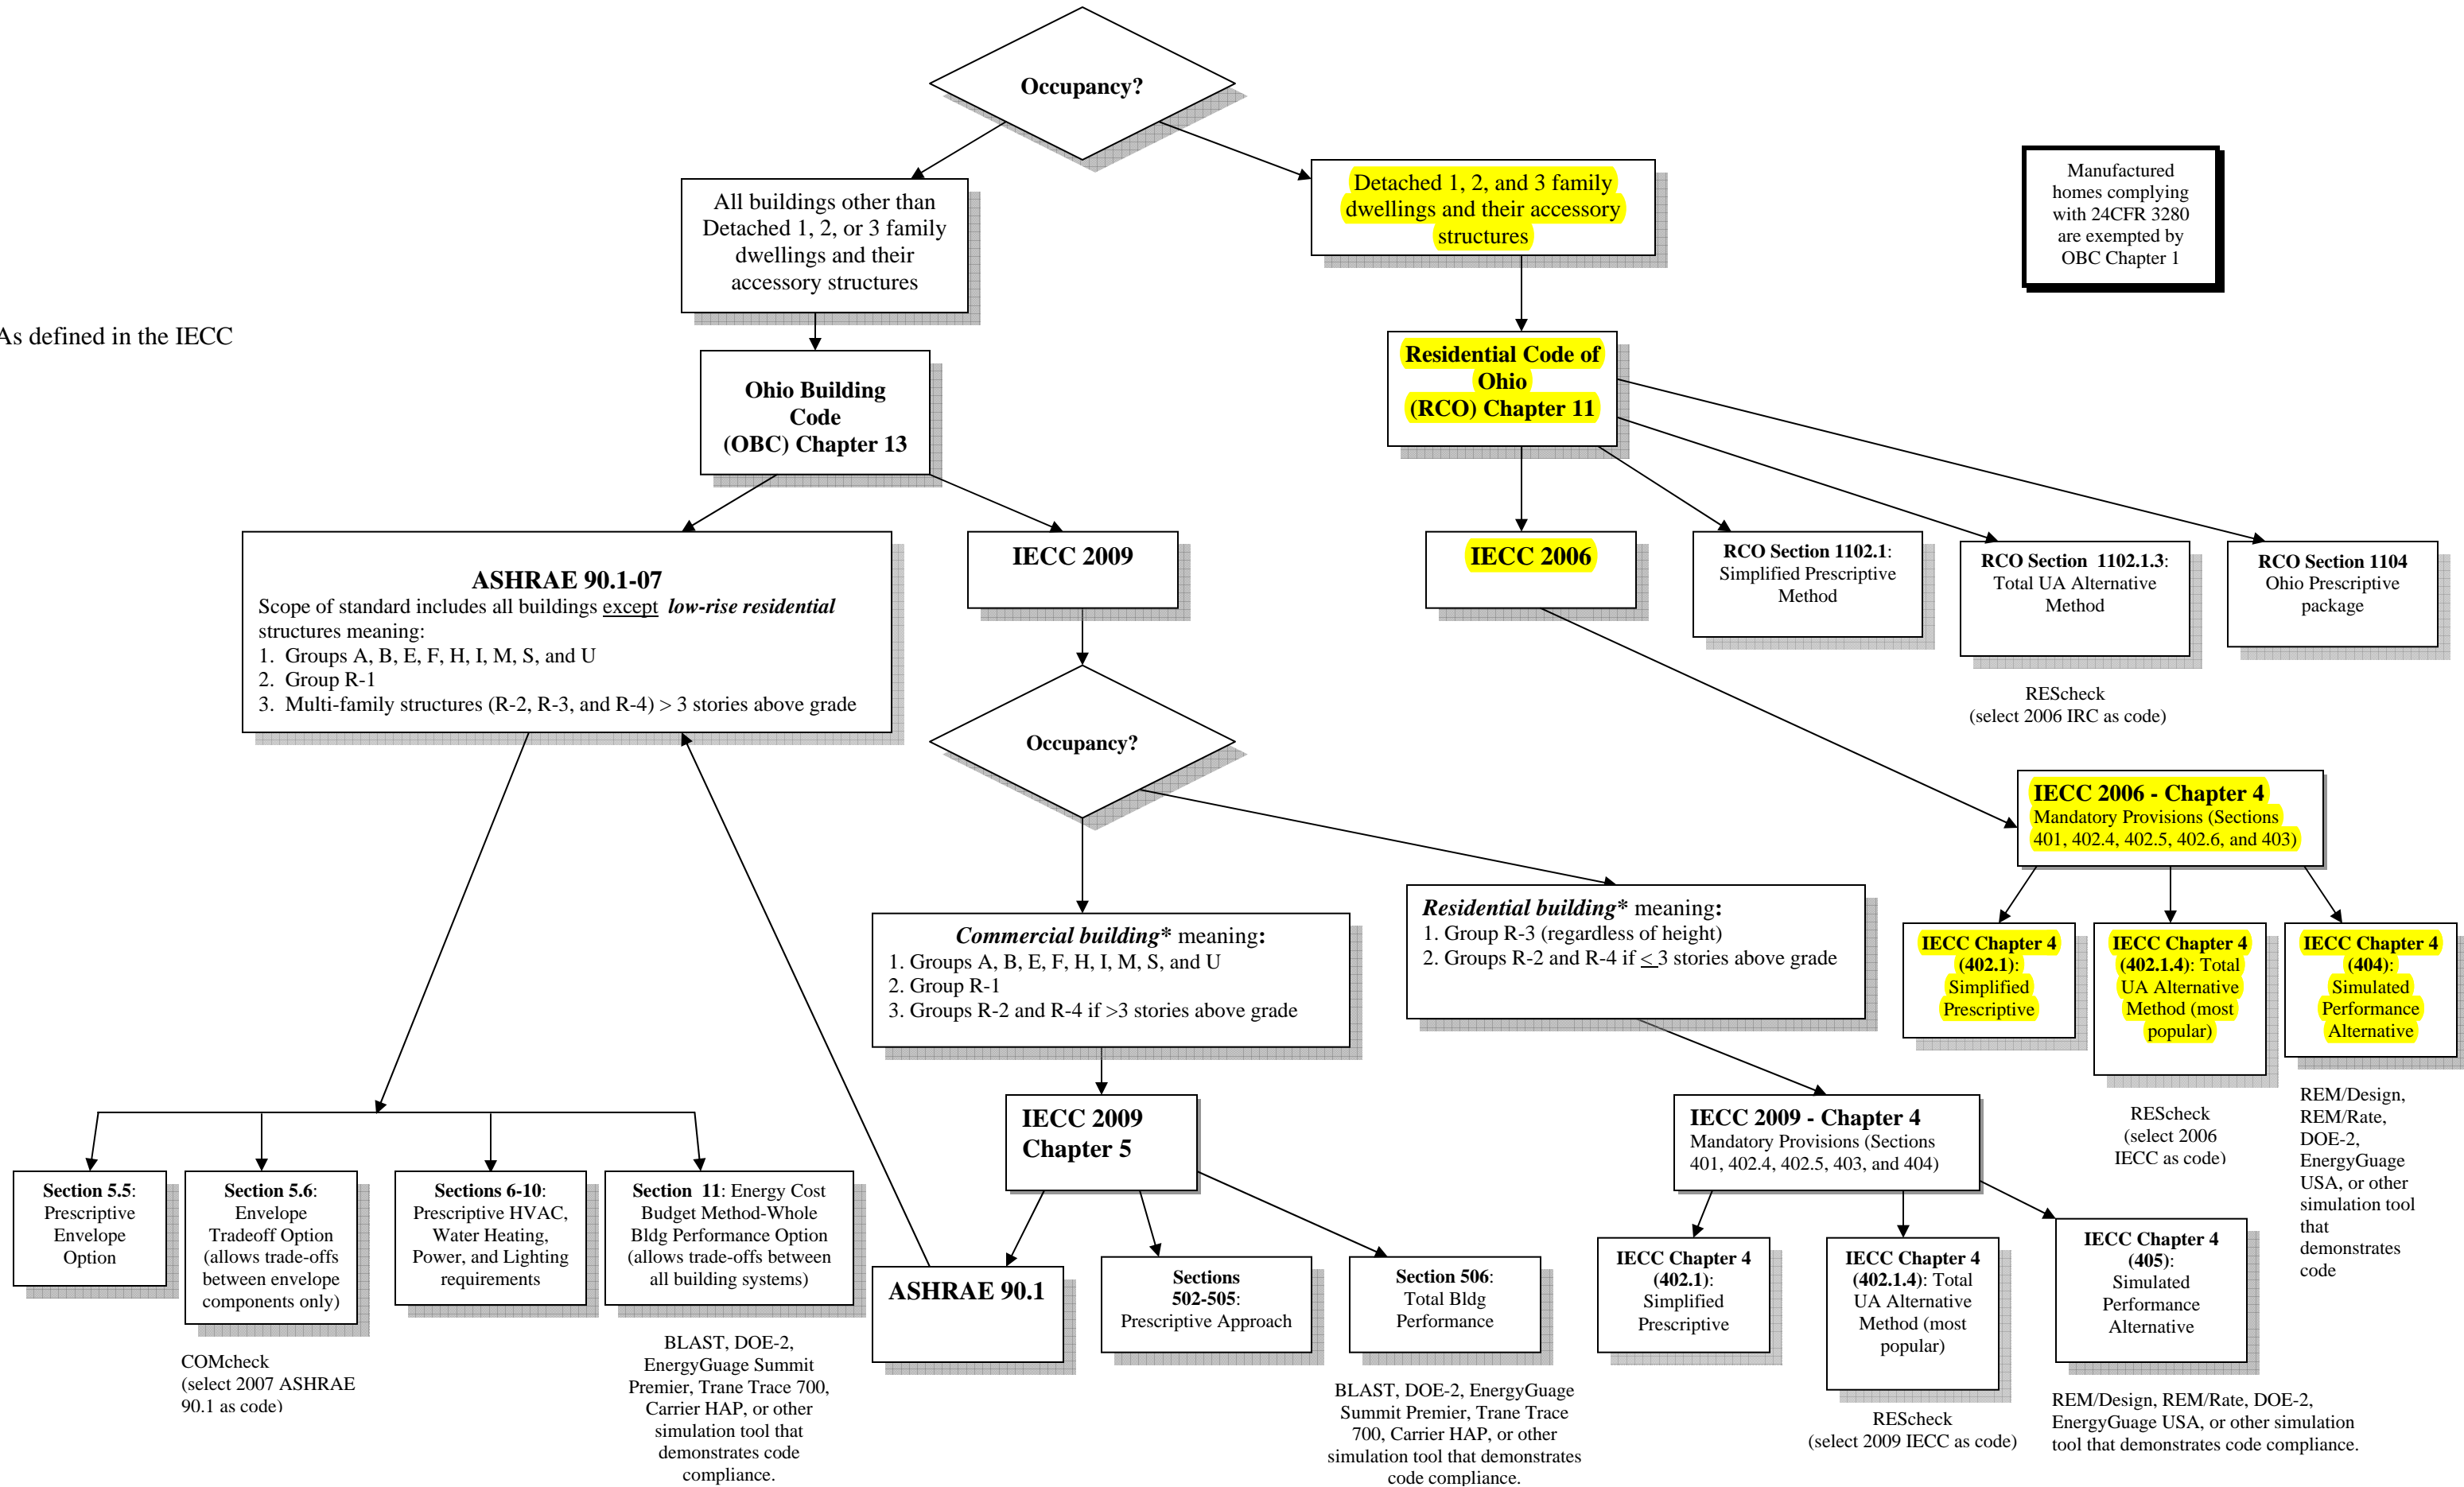 Occupancy?
All buildings other than
Detached 1, 2, or 3 family
dwellings and their
accessory structures
Detached 1, 2, and 3 family
dwellings and their accessory
structures
Manufactured
homes complying
with 24CFR 3280
are exempted by
OBC Chapter 1
As defined in the IECC
Ohio Building
Code
(OBC) Chapter 13
Residential Code of
Ohio
(RCO) Chapter 11
ASHRAE 90.1-07
Scope of standard includes all buildings except low-rise residential
structures meaning:
1. Groups A, B, E, F, H, I, M, S, and U
2. Group R-1
3. Multi-family structures (R-2, R-3, and R-4) > 3 stories above grade
IECC 2009
IECC 2006
RCO Section 1102.1:
Simplified Prescriptive
Method
RCO Section 1102.1.3:
Total UA Alternative
Method
RCO Section 1104
Ohio Prescriptive
package
REScheck
(select 2006 IRC as code)
Occupancy?
IECC 2006 - Chapter 4
Mandatory Provisions (Sections
401, 402.4, 402.5, 402.6, and 403)
Commercial building* meaning:
1. Groups A, B, E, F, H, I, M, S, and U
2. Group R-1
3. Groups R-2 and R-4 if >3 stories above grade
Residential building* meaning:
1. Group R-3 (regardless of height)
2. Groups R-2 and R-4 if < 3 stories above grade
IECC Chapter 4
(402.1):
Simplified
Prescriptive
IECC Chapter 4
(402.1.4): Total
UA Alternative
Method (most
popular)
IECC Chapter 4
(404):
Simulated
Performance
Alternative
REScheck
(select 2006
IECC as code)
REM/Design,
REM/Rate,
DOE-2,
EnergyGuage
USA, or other
simulation tool
that
demonstrates
code
IECC 2009
Chapter 5
IECC 2009 - Chapter 4
Mandatory Provisions (Sections
401, 402.4, 402.5, 403, and 404)
Section 5.5:
Prescriptive
Envelope
Option
Section 5.6:
Envelope
Tradeoff Option
(allows trade-offs
between envelope
components only)
Sections 6-10:
Prescriptive HVAC,
Water Heating,
Power, and Lighting
requirements
Section 11: Energy Cost
Budget Method-Whole
Bldg Performance Option
(allows trade-offs between
all building systems)
ASHRAE 90.1
Sections
502-505:
Prescriptive Approach
Section 506:
Total Bldg
Performance
IECC Chapter 4
(402.1):
Simplified
Prescriptive
IECC Chapter 4
(402.1.4): Total
UA Alternative
Method (most
popular)
IECC Chapter 4
(405):
Simulated
Performance
Alternative
COMcheck
(select 2007 ASHRAE
90.1 as code)
BLAST, DOE-2,
EnergyGuage Summit
Premier, Trane Trace 700,
Carrier HAP, or other
simulation tool that
demonstrates code
compliance.
BLAST, DOE-2, EnergyGuage
Summit Premier, Trane Trace
700, Carrier HAP, or other
simulation tool that demonstrates
code compliance.
REScheck
(select 2009 IECC as code)
REM/Design, REM/Rate, DOE-2,
EnergyGuage USA, or other simulation
tool that demonstrates code compliance.